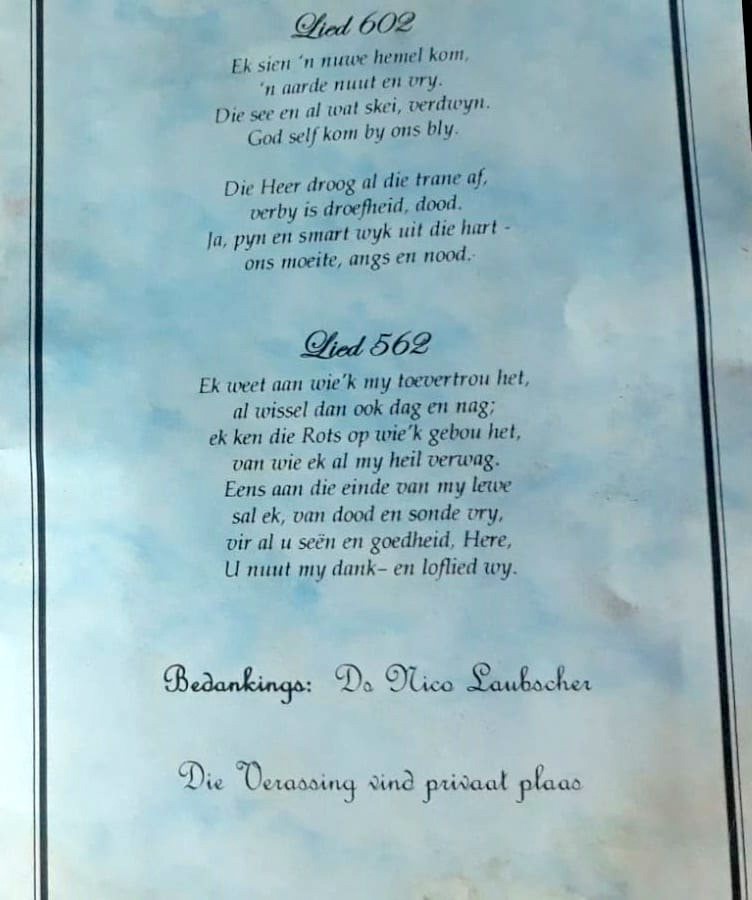 Lied 602
Ek sien 'n nuwe hemel kom,
'n aarde nuut en vry.
Die see en al wat skei, verdwyn.
God self kom by ons bly.
Die Heer droog al die trane af,
verby is droefheid, dood.
Ja, pyn en smart wyk uit die hart -
ons moeite, angs en nood.
Lied 562
Ek weet aan wie'k my toevertrou het,
al wissel dan ook dag en nag;
ek ken die Rots op wie'k gebou het,
van wie ek al my heil verwag.
Eens aan die einde van my lewe
sal ek, van dood en sonde vry,
vir al u seën en goedheid, Here,
U nuut my dank– en loflied wy.
Bedankings: Ds Nico Laubscher
Die Verassing vind privaat plaas